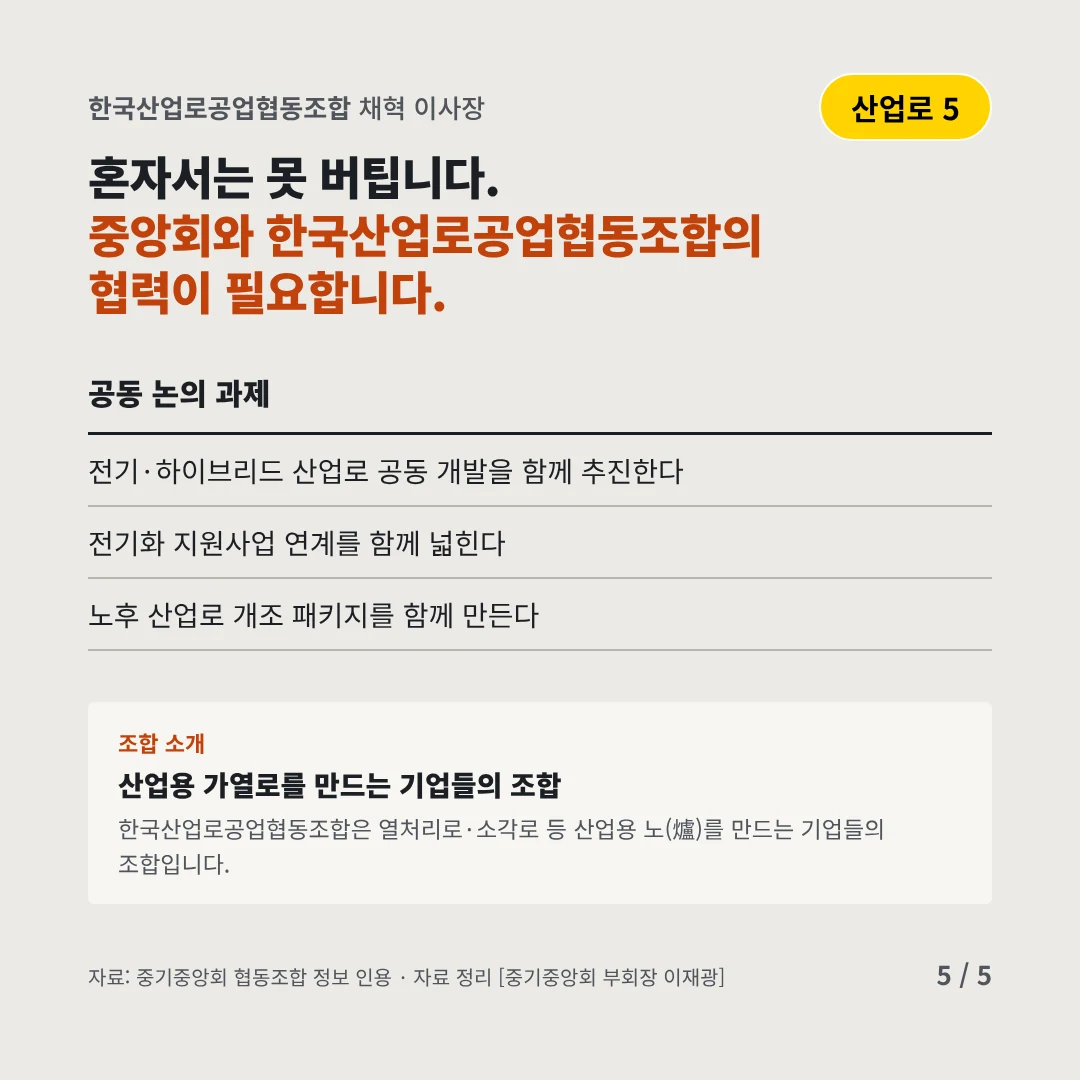 한국산업로공업협동조합 채혁 이사장
산업로 5
혼자서는 못 버팁니다.
중앙회와 한국산업로공업협동조합의
협력이 필요합니다.
공동 논의 과제
전기·하이브리드 산업로 공동 개발을 함께 추진한다
전기화 지원사업 연계를 함께 넓힌다
노후 산업로 개조 패키지를 함께 만든다
조합 소개
산업용 가열로를 만드는 기업들의 조합
한국산업로공업협동조합은 열처리로·소각로 등 산업용 노(爐)를 만드는 기업들의
조합입니다.
자료: 중기중앙회 협동조합 정보 인용 · 자료 정리 [중기중앙회 부회장 이재광]
5 / 5